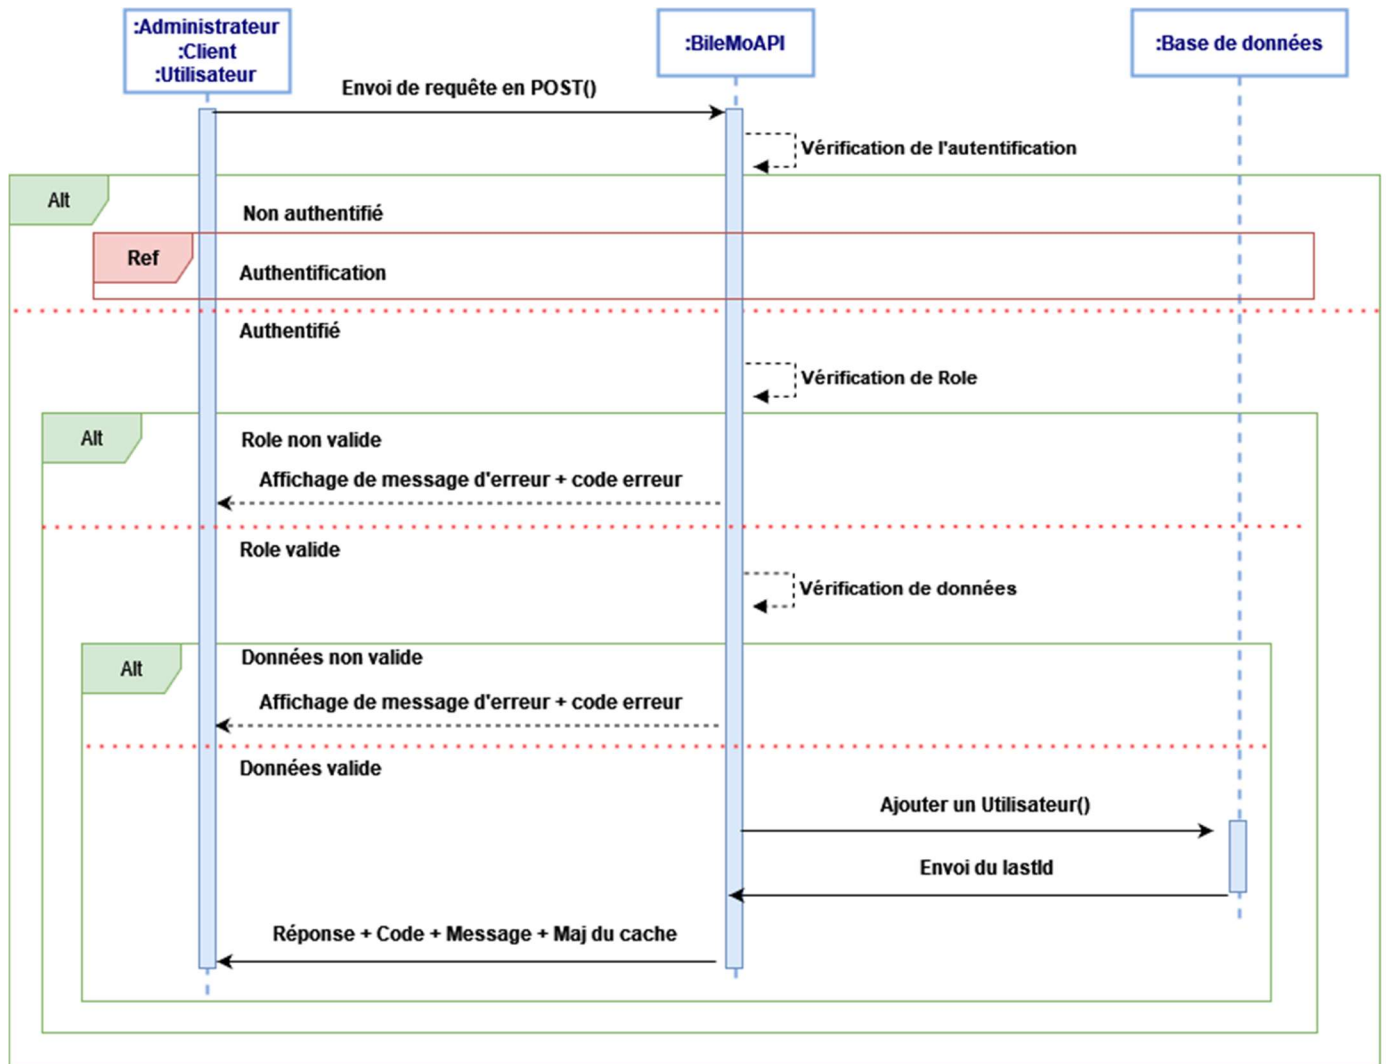 :Administrateur
:Client
:Utilisateur
:BileMoAPI
:Base de données
Envoi de requête en POST()
Vérification de l'autentification
Alt
Non authentifié
Ref
Authentification
Authentifié
Vérification de Role
Alt
Role non valide
Affichage de message d'erreur + code erreur
Role valide
Vérification de données
Alt
Données non valide
Affichage de message d'erreur + code erreur
Données valide
Ajouter un Utilisateur()
Envoi du lastId
Réponse + Code + Message + Maj du cache